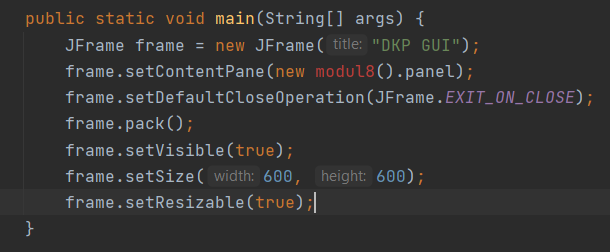 public static void main(String[] args) {
    JFrame frame = new JFrame( title: "DKP GUI");
    frame.setContentPane(new modul8().panel);
    frame.setDefaultCloseOperation(JFrame.EXIT_ON_CLOSE);
    frame.pack();
    frame.setVisible(true);
    frame.setSize( width: 600, height: 600);
    frame.setResizable(true);
}